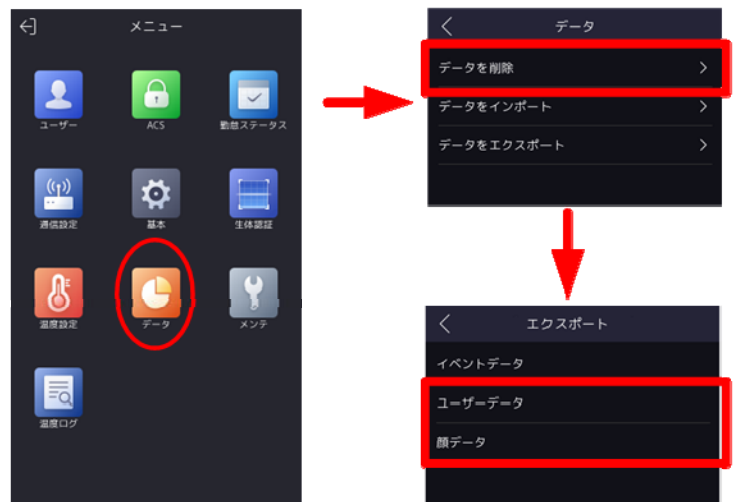 メニュー
ユーザー
ACS
勤怠ステータス
通信設定
基本
生体認証
温度設定
データ
メンテ
温度ログ
データ
データを削除
データをインポート
データをエクスポート
エクスポート
イベントデータ
ユーザーデータ
顔データ